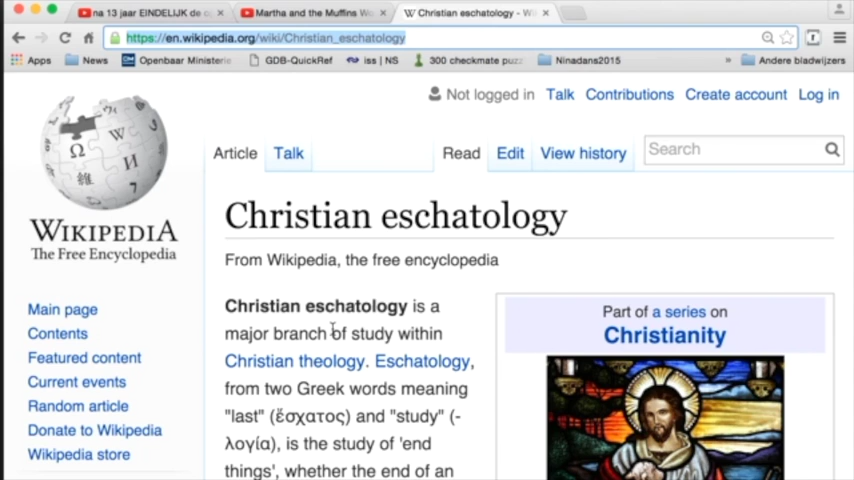 na 13 jaar EINDELIJK de
Martha and the Muffins
Christian eschatology - Wi
https://en.wikipedia.org/wiki/Christian_eschatology
Apps
News
Openbaar Ministerie
GDB-QuickRef
iss | NS
300 checkmate puz
Ninadans2015
»
Andere bladwijzers
Not logged in Talk Contributions Create account Log in
Article Talk Read Edit View history Search
WIKIPEDIA
The Free Encyclopedia
Christian eschatology
From Wikipedia, the free encyclopedia
Main page
Contents
Featured content
Current events
Random article
Donate to Wikipedia
Wikipedia store
Christian eschatology is a
major branch of study within
Christian theology. Eschatology,
from two Greek words meaning
"last" (ἔσχατος) and "study" (-
λογία), is the study of 'end
things', whether the end of an
Part of a series on
Christianity